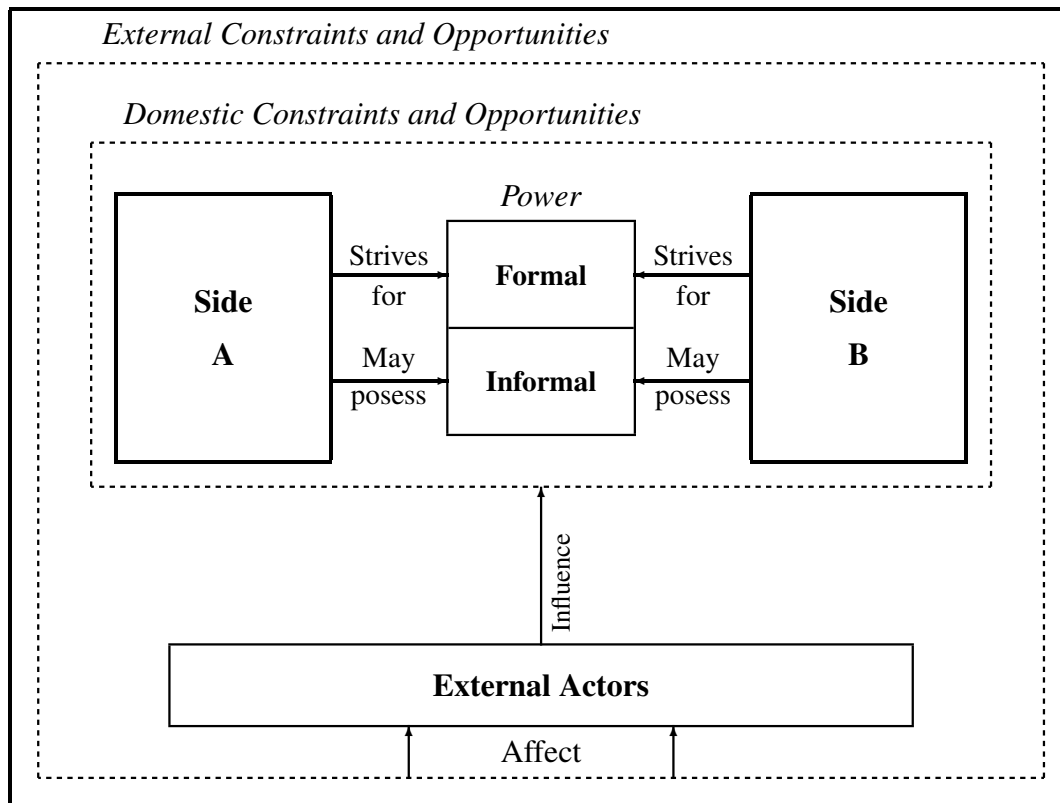 External Constraints and Opportunities
Domestic Constraints and Opportunities
Power
Side
A
Strives
for
May
posess
Formal
Informal
Strives
for
May
posess
Side
B
Influence
External Actors
Affect